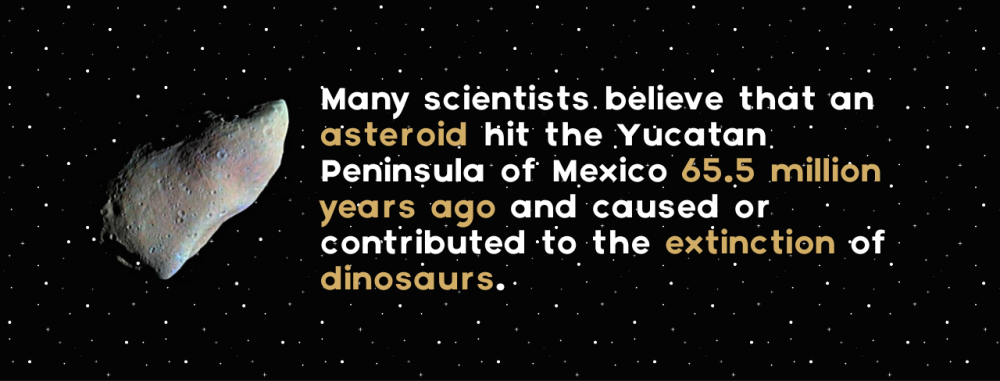 Many scientists believe that an
asteroid hit the Yucatan
Peninsula of Mexico 65.5 million
years ago and caused or
contributed to the extinction of
dinosaurs.